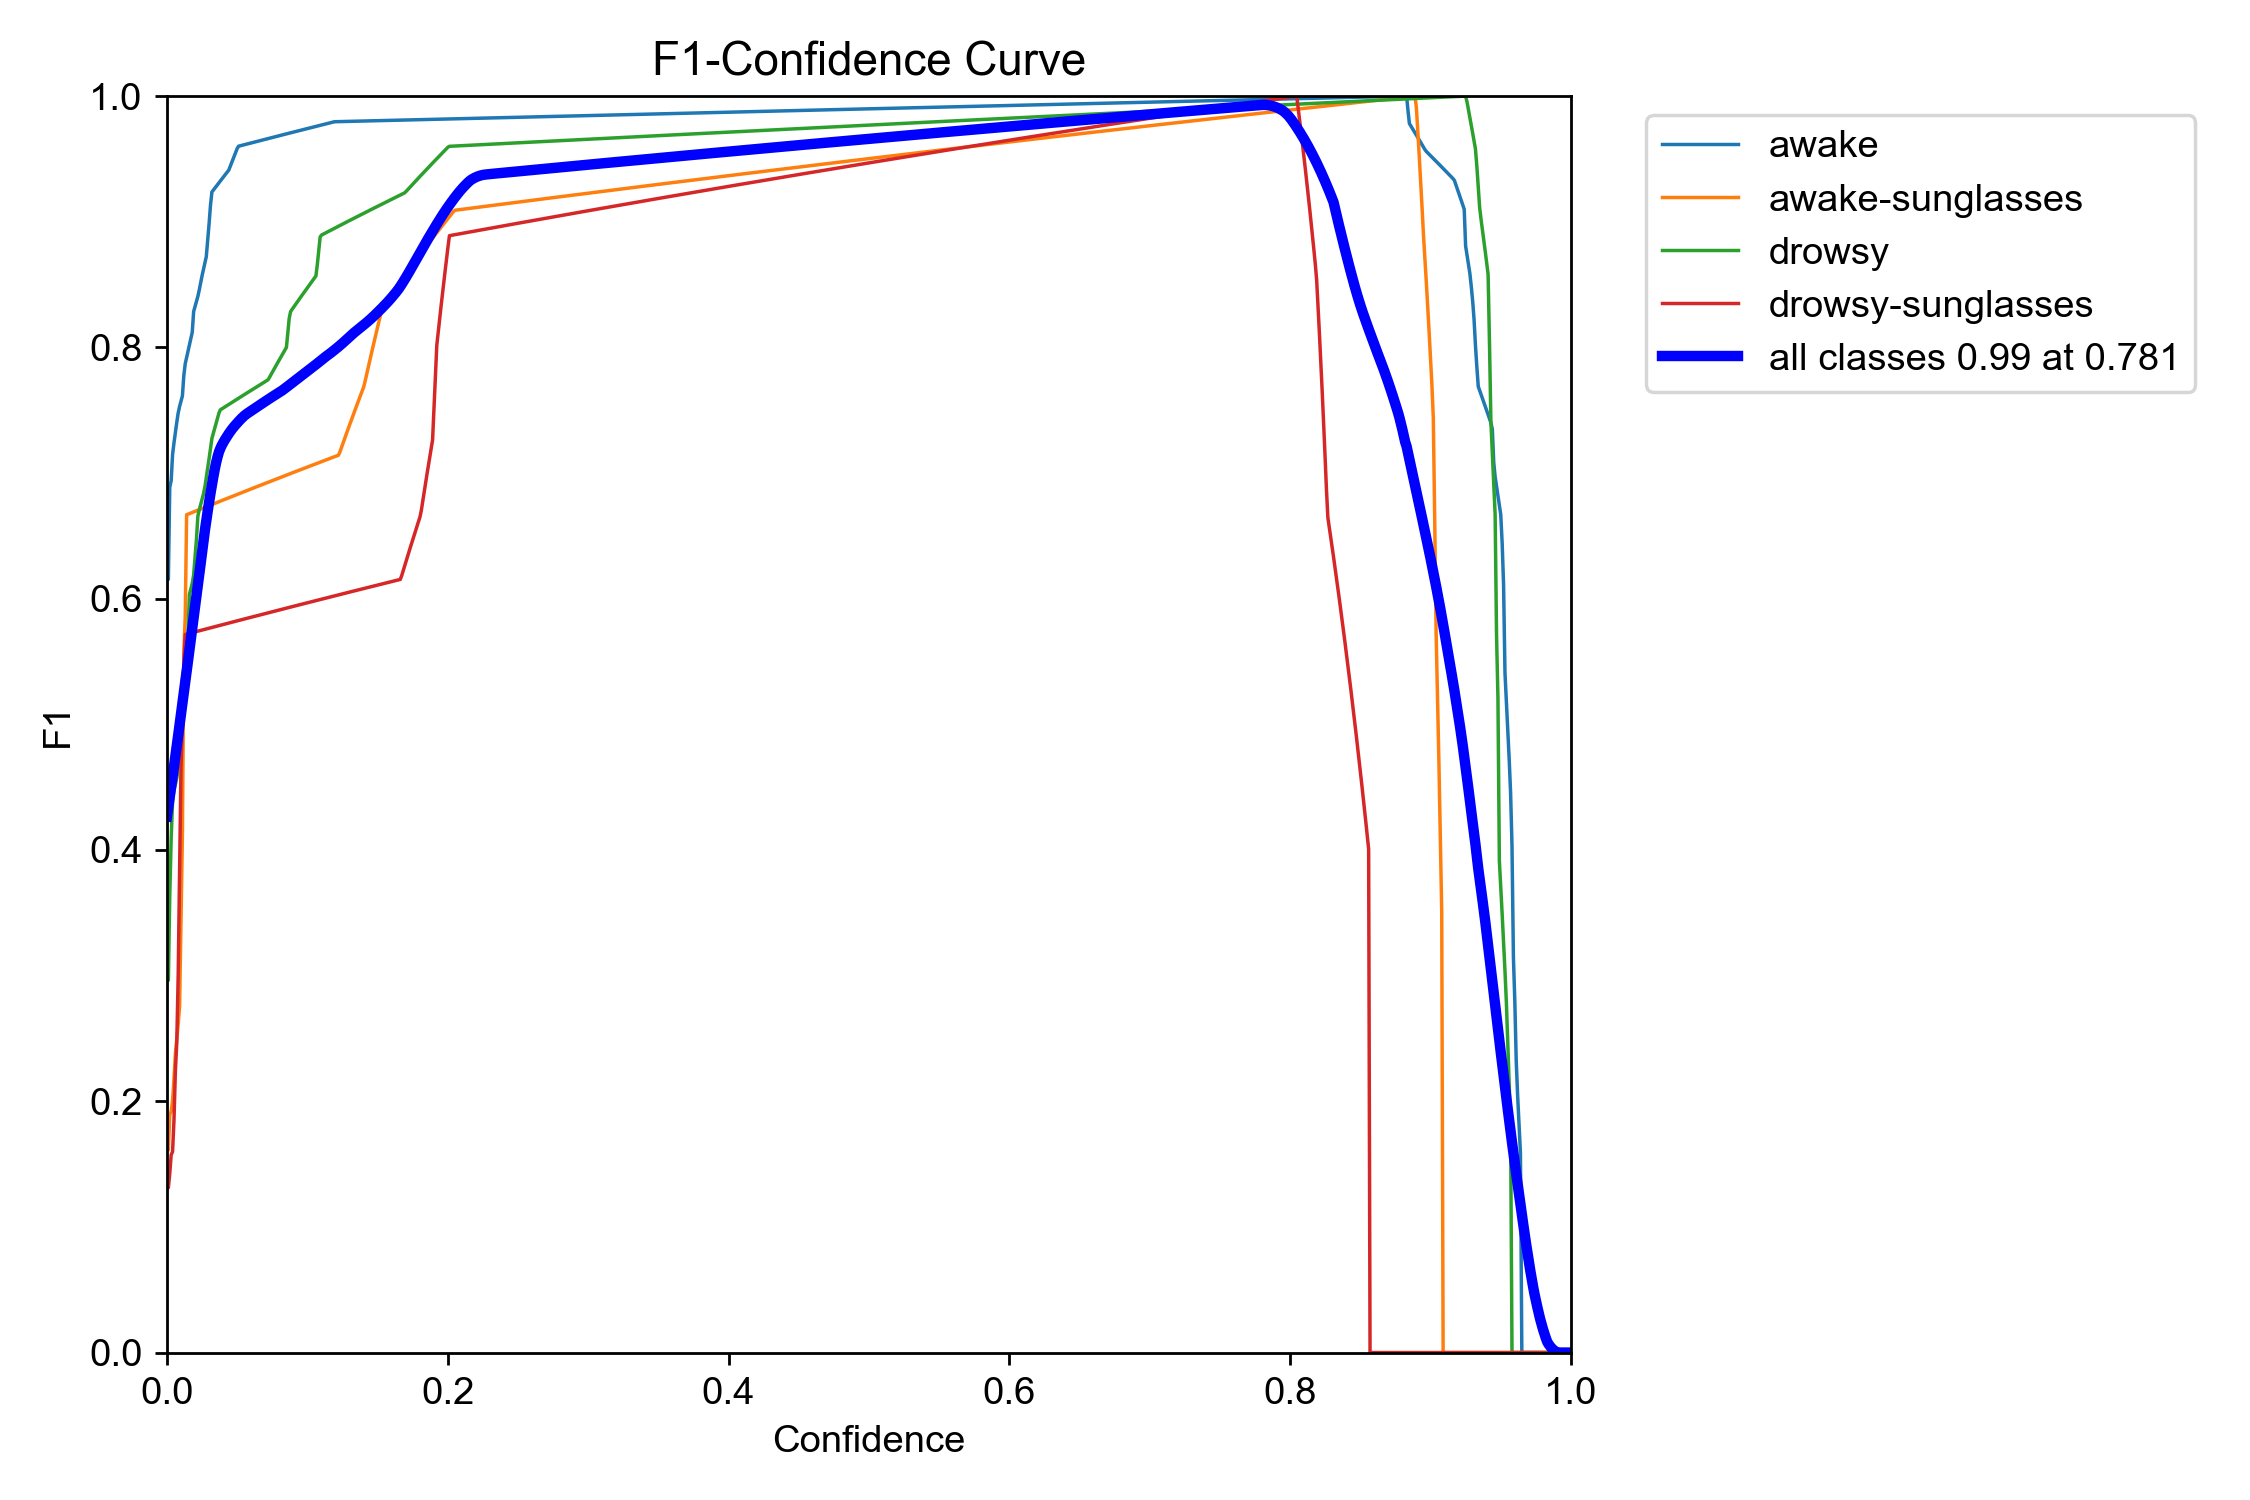 F1-Confidence Curve
1.0
0.8
0.6
0.4
0.2
0.0
F1
0.0 0.2 0.4 0.6 0.8 1.0
Confidence
awake
awake-sunglasses
drowsy
drowsy-sunglasses
all classes 0.99 at 0.781